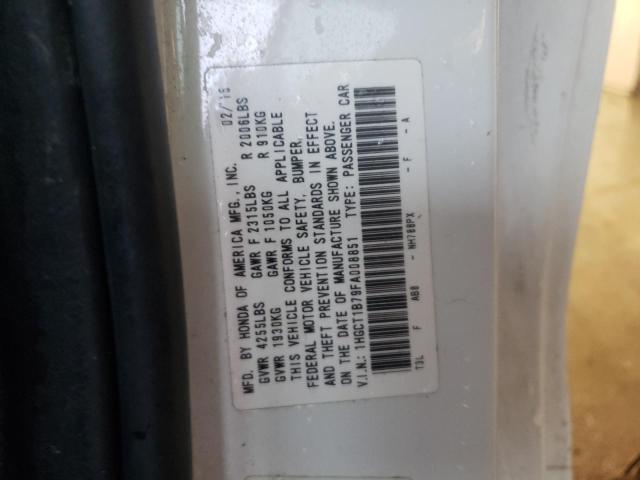 MFD. BY HONDA OF AMERICA MFG., INC. 02/15
GVWR 4255LBS GAWR F 2315LBS R 2006LBS
GVWR 1930KG GAWR F 1050KG R 910KG
THIS VEHICLE CONFORMS TO ALL APPLICABLE
FEDERAL MOTOR VEHICLE SAFETY, BUMPER,
AND THEFT PREVENTION STANDARDS IN EFFECT
ON THE DATE OF MANUFACTURE SHOWN ABOVE.
V.I.N.: 1HGCT1B79FA008851 TYPE: PASSENGER CAR
T3L F AB0 - NH788PX - F - A